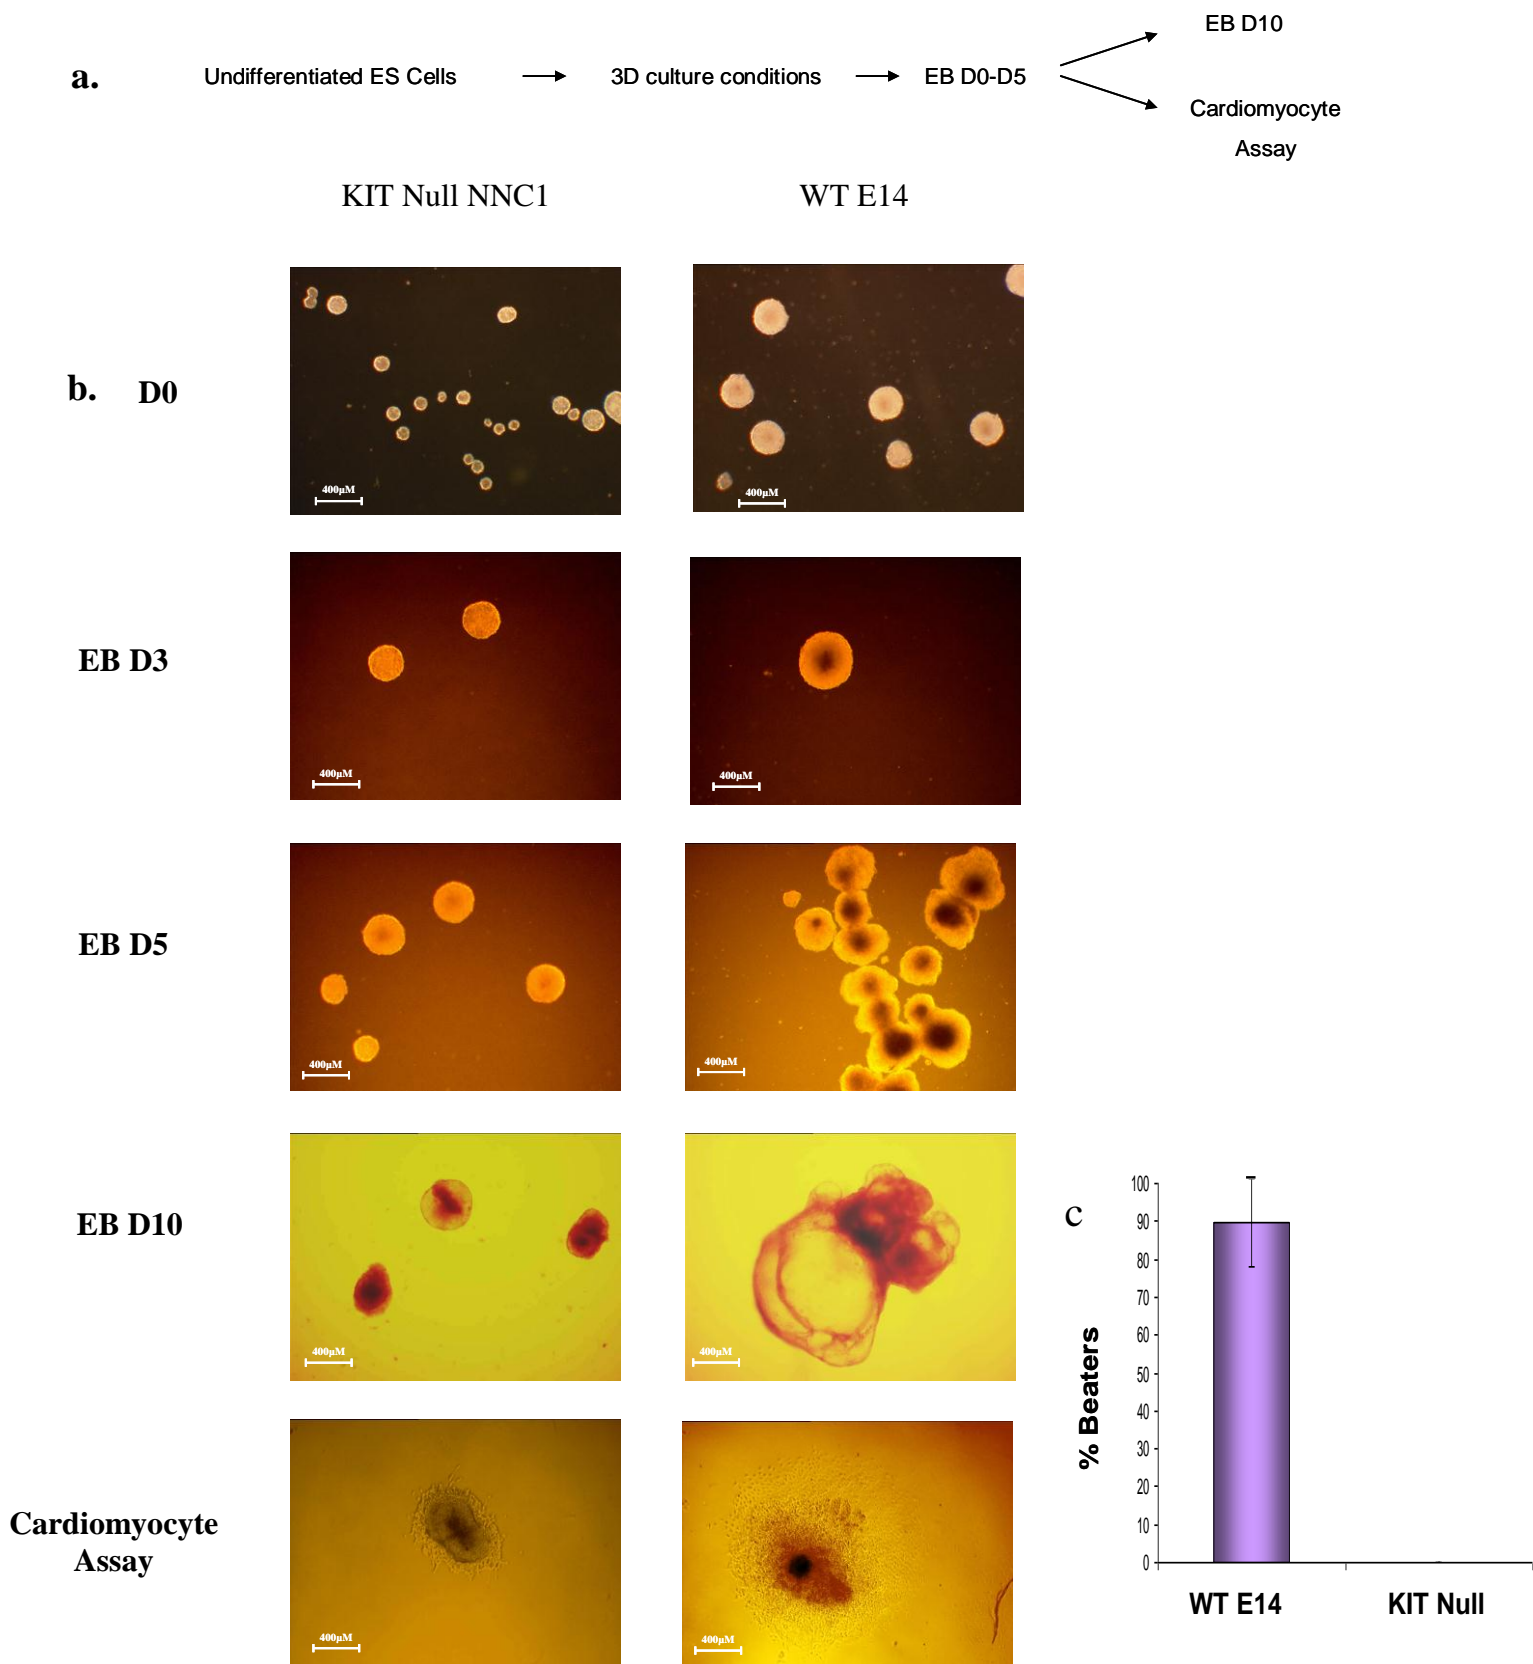 a.
Undifferentiated ES Cells
3D culture conditions
EB D0-D5
EB D10
Cardiomyocyte
Assay
KIT Null NNC1
WT E14
b.
D0
400µM
400µM
EB D3
400µM
400µM
EB D5
400µM
400µM
EB D10
400µM
400µM
Cardiomyocyte
Assay
400µM
c
% Beaters
100
90
80
70
60
50
40
30
20
10
0
WT E14
KIT Null